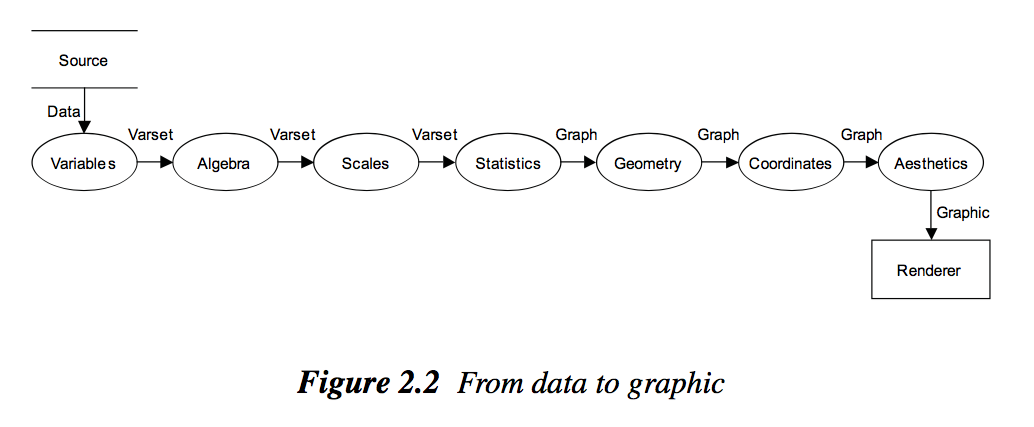 Source
Data
Varset Varset Varset Graph Graph Graph
Variables Algebra Scales Statistics Geometry Coordinates Aesthetics
Graphic
Renderer
Figure 2.2 From data to graphic